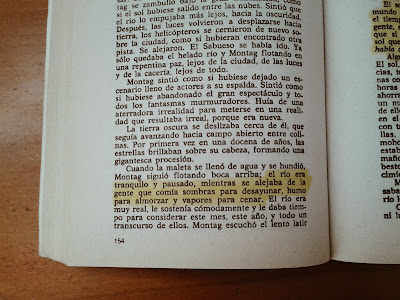 tag se zambulló bajo la gran
si el sol hubiese salido entre las nubes. Sintió que
el río lo empujaba más lejos, hacia la oscuridad.
Después, las luces volvieron a desplazarse hacia
tierra, los helicópteros se cernieron de nuevo so-
bre la ciudad, como si hubieran encontrado otra
pista. Se alejaron. El Sabueso se había ido. Ya
sólo quedaba el helado río y Montag flotando en
una repentina paz, lejos de la ciudad, de las luces
y de la cacería, lejos de todo.
Montag sintió como si hubiese dejado un es-
cenario lleno de actores a su espalda. Sintió como
si hubiese abandonado el gran espectáculo y to-
dos los fantasmas murmuradores. Huía de una
aterradora irrealidad para meterse en una reali-
dad que resultaba irreal, porque era nueva.
La tierra oscura se deslizaba cerca de él, que
seguía avanzando hacia campo abierto entre coli-
nas. Por primera vez en una docena de años, las
estrellas brillaban sobre su cabeza, formando una
gigantesca procesión.
Cuando la maleta se llenó de agua y se hundió,
Montag siguió flotando boca arriba; el río era
tranquilo y pausado, mientras se alejaba de la
gente que comía sombras para desayunar, humo
para almorzar y vapores para cenar. El río era
muy real, le sostenía cómodamente y le daba tiem-
po para considerar este mes, este año, y todo un
transcurso de ellos. Montag escuchó el lento latir
154